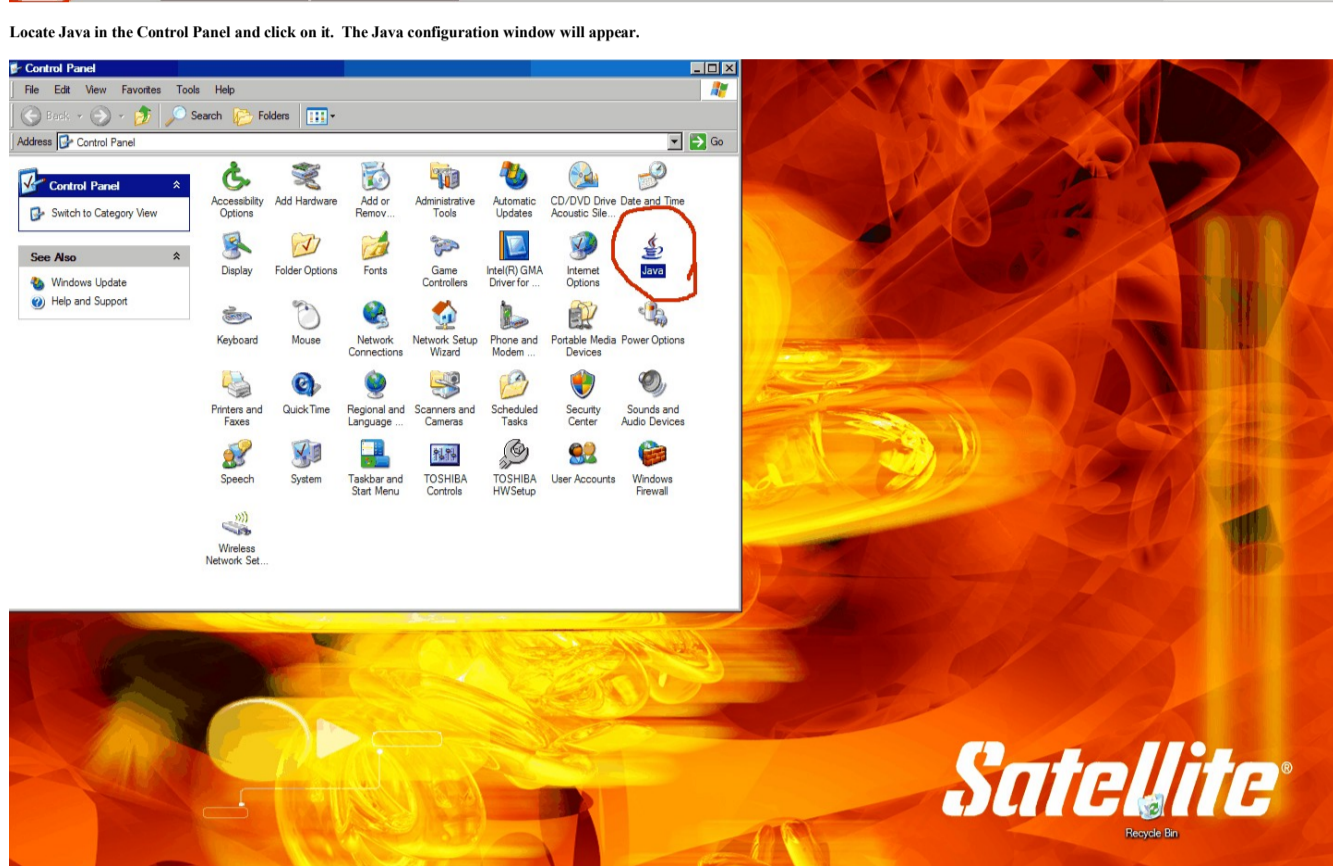 Locate Java in the Control Panel and click on it. The Java configuration window will appear.
Control Panel
File Edit View Favorites Tools Help
Back Search Folders
Address Control Panel Go
Control Panel
Switch to Category View
See Also
Windows Update
Help and Support
Accessibility Options
Add Hardware
Add or Remov...
Administrative Tools
Automatic Updates
CD/DVD Drive Acoustic Sile...
Date and Time
Display
Folder Options
Fonts
Game Controllers
Intel(R) GMA Driver for ...
Internet Options
Java
Keyboard
Mouse
Network Connections
Network Setup Wizard
Phone and Modem ...
Portable Media Devices
Power Options
Printers and Faxes
QuickTime
Regional and Language ...
Scanners and Cameras
Scheduled Tasks
Security Center
Sounds and Audio Devices
Speech
System
Taskbar and Start Menu
TOSHIBA Controls
TOSHIBA HWSetup
User Accounts
Windows Firewall
Wireless Network Set...
Satellite®
Recycle Bin